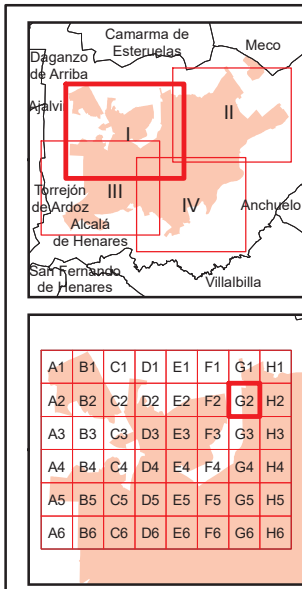 Camarma de
Esteruelas
Meco
Daganzo
de Arriba
Ajalvi
I
II
III
IV
Torrejón
de Ardoz
Anchuelo
Alcalá
de Henares
San Fernando
de Henares
Villalbilla
A1 B1 C1 D1 E1 F1 G1 H1
A2 B2 C2 D2 E2 F2 G2 H2
A3 B3 C3 D3 E3 F3 G3 H3
A4 B4 C4 D4 E4 F4 G4 H4
A5 B5 C5 D5 E5 F5 G5 H5
A6 B6 C6 D6 E6 F6 G6 H6